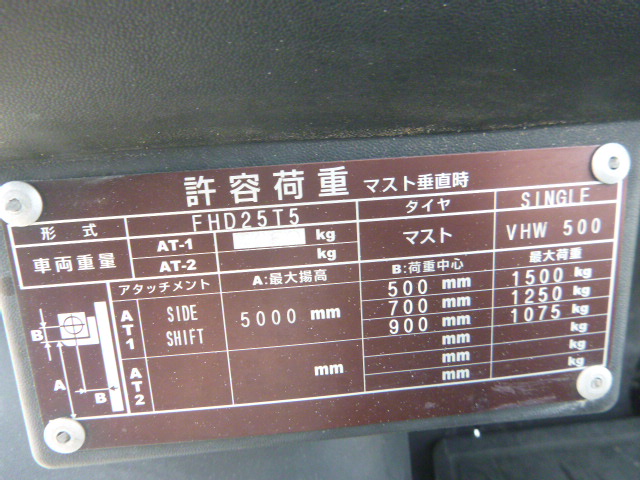 許容荷重 マスト垂直時
形式 FHD25T5 タイヤ SINGLE
車両重量 AT-1 kg マスト VHW 500
AT-2 kg
アタッチメント A:最大揚高 B:荷重中心 最大荷重
AT1 SIDE SHIFT 5000 mm 500 mm 1500 kg
700 mm 1250 kg
900 mm 1075 kg
AT2 mm mm kg
mm kg
mm kg
B
A
B